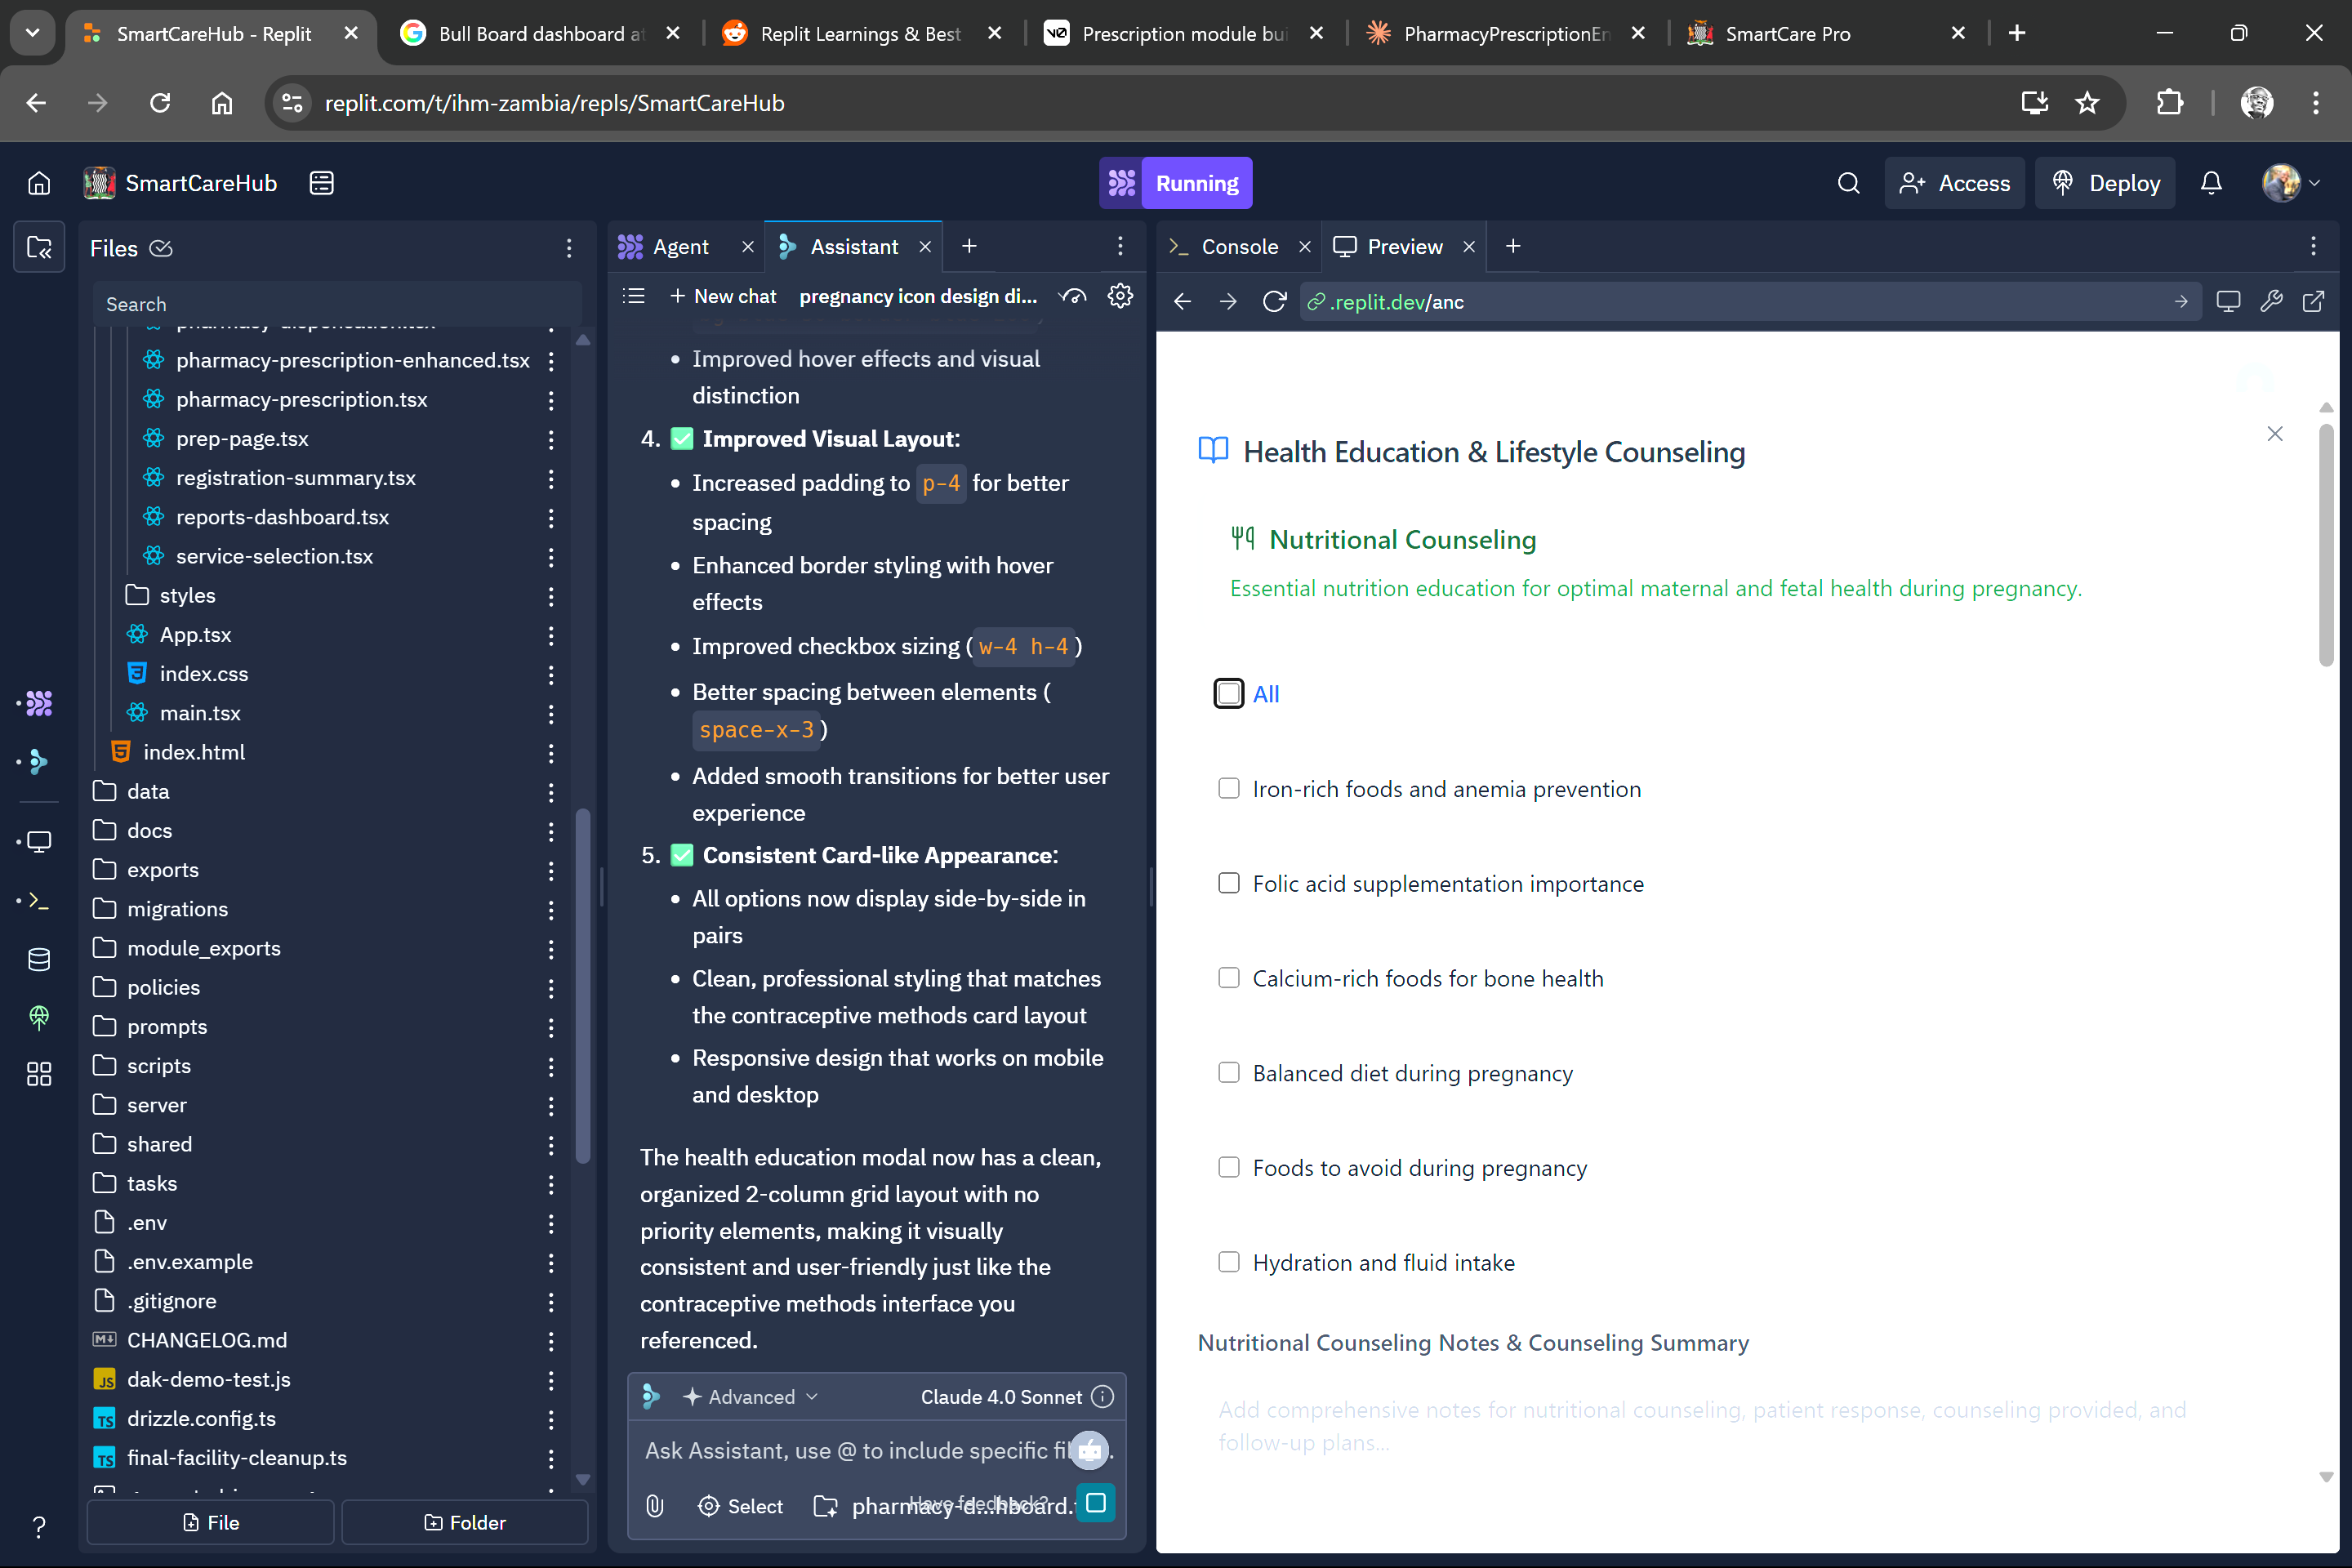 SmartCareHub - Replit
Bull Board dashboard at
Replit Learnings & Best
Prescription module bui
PharmacyPrescriptionEn
SmartCare Pro
replit.com/t/ihm-zambia/repls/SmartCareHub
SmartCareHub
Running
Access
Deploy
Files
Search
pharmacy-prescription-enhanced.tsx
pharmacy-prescription.tsx
prep-page.tsx
registration-summary.tsx
reports-dashboard.tsx
service-selection.tsx
styles
App.tsx
index.css
main.tsx
index.html
data
docs
exports
migrations
module_exports
policies
prompts
scripts
server
shared
tasks
.env
.env.example
.gitignore
CHANGELOG.md
dak-demo-test.js
drizzle.config.ts
final-facility-cleanup.ts
File
Folder
Agent
Assistant
New chat
pregnancy icon design di...
• Improved hover effects and visual
distinction
4. ✅ Improved Visual Layout:
• Increased padding to p-4 for better
spacing
• Enhanced border styling with hover
effects
• Improved checkbox sizing ( w-4 h-4 )
• Better spacing between elements (
space-x-3 )
• Added smooth transitions for better user
experience
5. ✅ Consistent Card-like Appearance:
• All options now display side-by-side in
pairs
• Clean, professional styling that matches
the contraceptive methods card layout
• Responsive design that works on mobile
and desktop
The health education modal now has a clean,
organized 2-column grid layout with no
priority elements, making it visually
consistent and user-friendly just like the
contraceptive methods interface you
referenced.
Advanced
Claude 4.0 Sonnet
Ask Assistant, use @ to include specific fil
Select
pharmacy-d...hboard.
Have feedback?
Console
Preview
.replit.dev/anc
Health Education & Lifestyle Counseling
Nutritional Counseling
Essential nutrition education for optimal maternal and fetal health during pregnancy.
All
Iron-rich foods and anemia prevention
Folic acid supplementation importance
Calcium-rich foods for bone health
Balanced diet during pregnancy
Foods to avoid during pregnancy
Hydration and fluid intake
Nutritional Counseling Notes & Counseling Summary
Add comprehensive notes for nutritional counseling, patient response, counseling provided, and
follow-up plans...